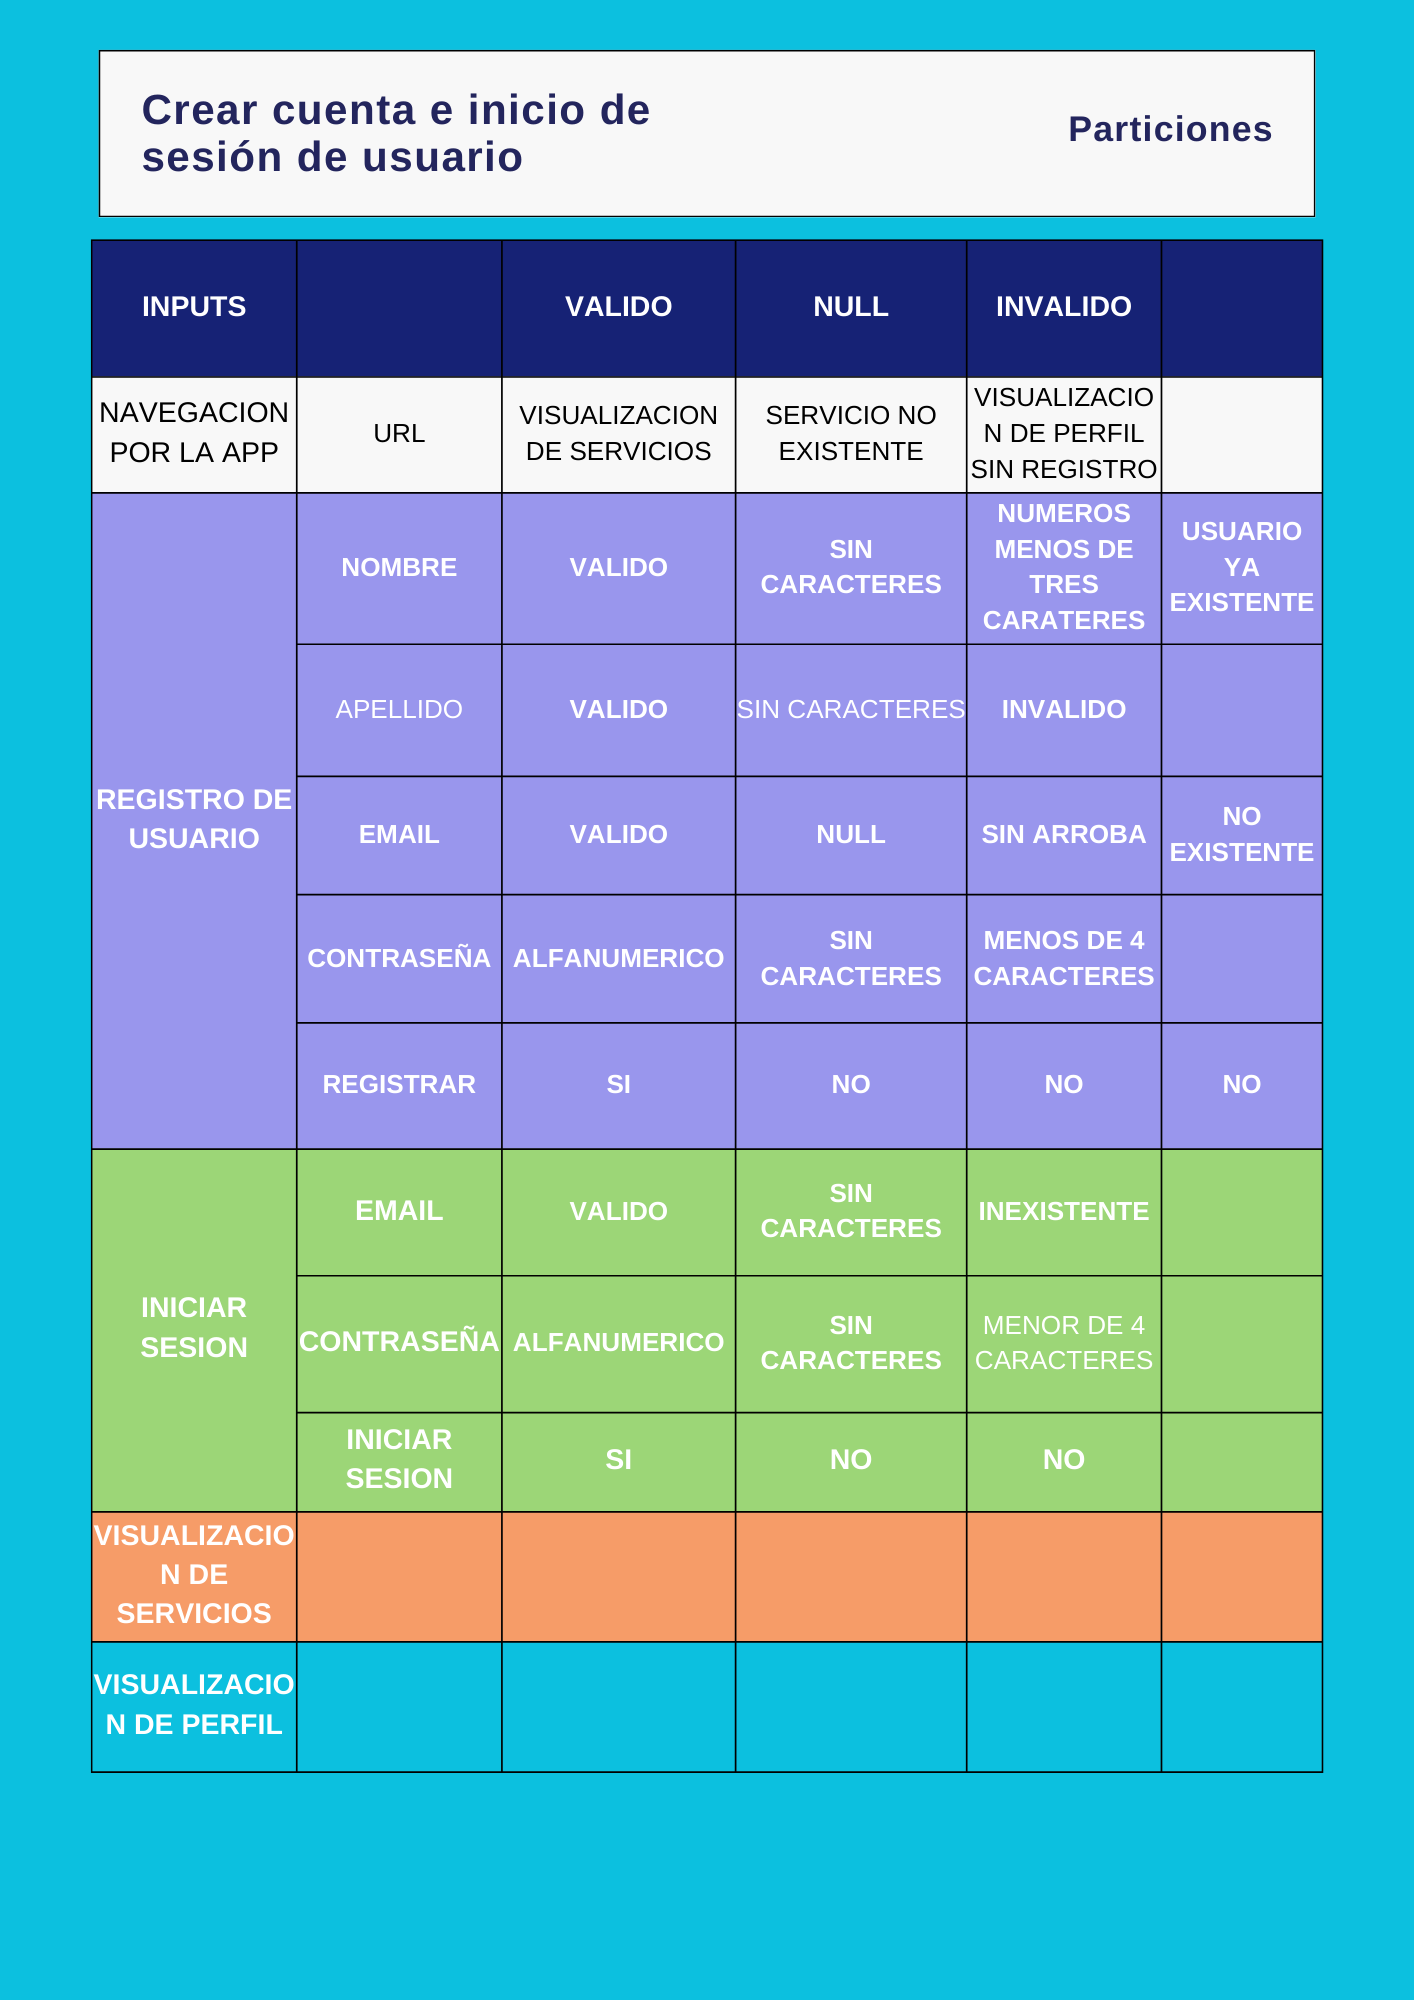 Crear cuenta e inicio de
sesión de usuario
Particiones
INPUTS
VALIDO
NULL
INVALIDO
NAVEGACION
POR LA APP
URL
VISUALIZACION
DE SERVICIOS
SERVICIO NO
EXISTENTE
VISUALIZACIO
N DE PERFIL
SIN REGISTRO
REGISTRO DE
USUARIO
NOMBRE
VALIDO
SIN
CARACTERES
NUMEROS
MENOS DE
TRES
CARATERES
USUARIO
YA
EXISTENTE
APELLIDO
VALIDO
SIN CARACTERES
INVALIDO
EMAIL
VALIDO
NULL
SIN ARROBA
NO
EXISTENTE
CONTRASEÑA
ALFANUMERICO
SIN
CARACTERES
MENOS DE 4
CARACTERES
REGISTRAR
SI
NO
NO
NO
INICIAR
SESION
EMAIL
VALIDO
SIN
CARACTERES
INEXISTENTE
CONTRASEÑA
ALFANUMERICO
SIN
CARACTERES
MENOR DE 4
CARACTERES
INICIAR
SESION
SI
NO
NO
VISUALIZACIO
N DE
SERVICIOS
VISUALIZACIO
N DE PERFIL